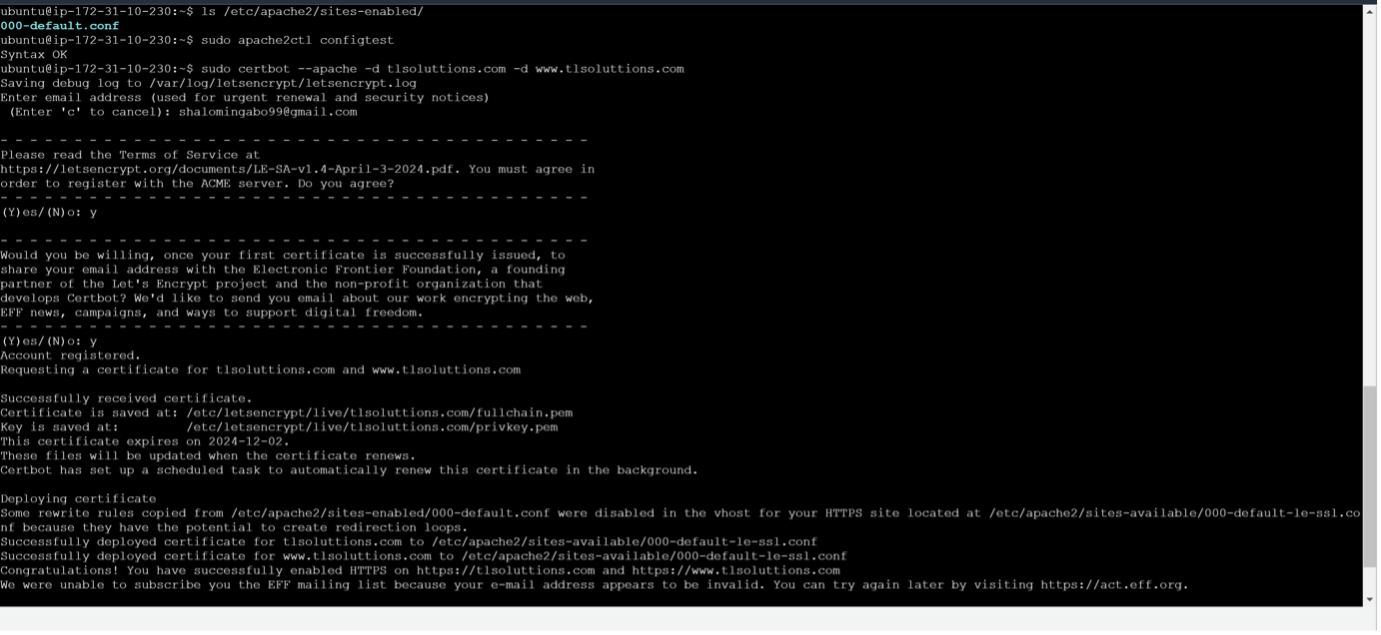 ubuntu@ip-172-31-10-230:~$ ls /etc/apache2/sites-enabled/
000-default.conf
ubuntu@ip-172-31-10-230:~$ sudo apache2ctl configtest
Syntax OK
ubuntu@ip-172-31-10-230:~$ sudo certbot --apache -d tlsoluttions.com -d www.tlsoluttions.com
Saving debug log to /var/log/letsencrypt/letsencrypt.log
Enter email address (used for urgent renewal and security notices)
 (Enter 'c' to cancel): shalomingabo99@gmail.com

- - - - - - - - - - - - - - - - - - - - - - - - - - - - - - - - - - - - - - - -
Please read the Terms of Service at
https://letsencrypt.org/documents/LE-SA-v1.4-April-3-2024.pdf. You must agree in
order to register with the ACME server. Do you agree?
- - - - - - - - - - - - - - - - - - - - - - - - - - - - - - - - - - - - - - - -
(Y)es/(N)o: y

- - - - - - - - - - - - - - - - - - - - - - - - - - - - - - - - - - - - - - - -
Would you be willing, once your first certificate is successfully issued, to
share your email address with the Electronic Frontier Foundation, a founding
partner of the Let's Encrypt project and the non-profit organization that
develops Certbot? We'd like to send you email about our work encrypting the web,
EFF news, campaigns, and ways to support digital freedom.
- - - - - - - - - - - - - - - - - - - - - - - - - - - - - - - - - - - - - - - -
(Y)es/(N)o: y
Account registered.
Requesting a certificate for tlsoluttions.com and www.tlsoluttions.com

Successfully received certificate.
Certificate is saved at: /etc/letsencrypt/live/tlsoluttions.com/fullchain.pem
Key is saved at:         /etc/letsencrypt/live/tlsoluttions.com/privkey.pem
This certificate expires on 2024-12-02.
These files will be updated when the certificate renews.
Certbot has set up a scheduled task to automatically renew this certificate in the background.

Deploying certificate
Some rewrite rules copied from /etc/apache2/sites-enabled/000-default.conf were disabled in the vhost for your HTTPS site located at /etc/apache2/sites-available/000-default-le-ssl.co
nf because they have the potential to create redirection loops.
Successfully deployed certificate for tlsoluttions.com to /etc/apache2/sites-available/000-default-le-ssl.conf
Successfully deployed certificate for www.tlsoluttions.com to /etc/apache2/sites-available/000-default-le-ssl.conf
Congratulations! You have successfully enabled HTTPS on https://tlsoluttions.com and https://www.tlsoluttions.com
We were unable to subscribe you the EFF mailing list because your e-mail address appears to be invalid. You can try again later by visiting https://act.eff.org.